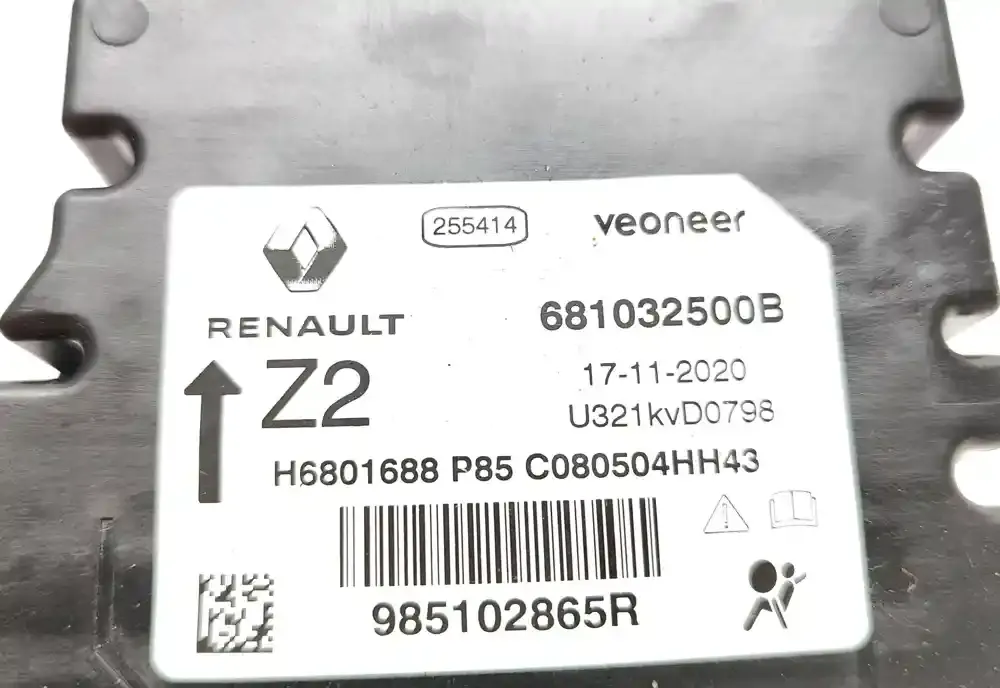 255414
veoneer
RENAULT
681032500B
Z2
17-11-2020
U321kvD0798
H6801688 P85 C080504HH43
985102865R